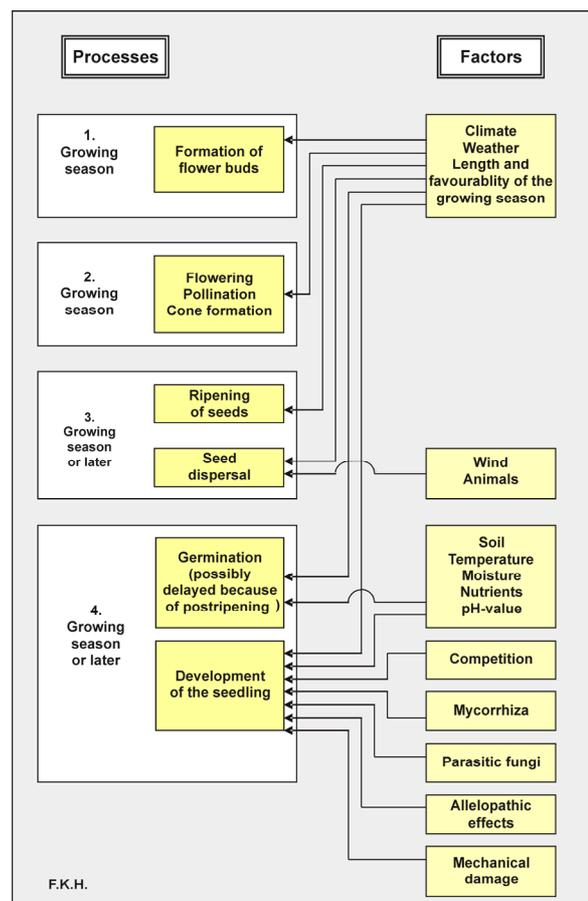 Processes
Factors
1.
Growing
season
Formation of
flower buds
Climate
Weather
Length and
favourablity of the
growing season
2.
Growing
season
Flowering
Pollination
Cone formation
3.
Growing
season
or later
Ripening
of seeds
Seed
dispersal
Wind
Animals
4.
Growing
season
or later
Germination
(possibly
delayed because
of postripening )
Development
of the seedling
Soil
Temperature
Moisture
Nutrients
pH-value
Competition
Mycorrhiza
Parasitic fungi
Allelopathic
effects
Mechanical
damage
F.K.H.